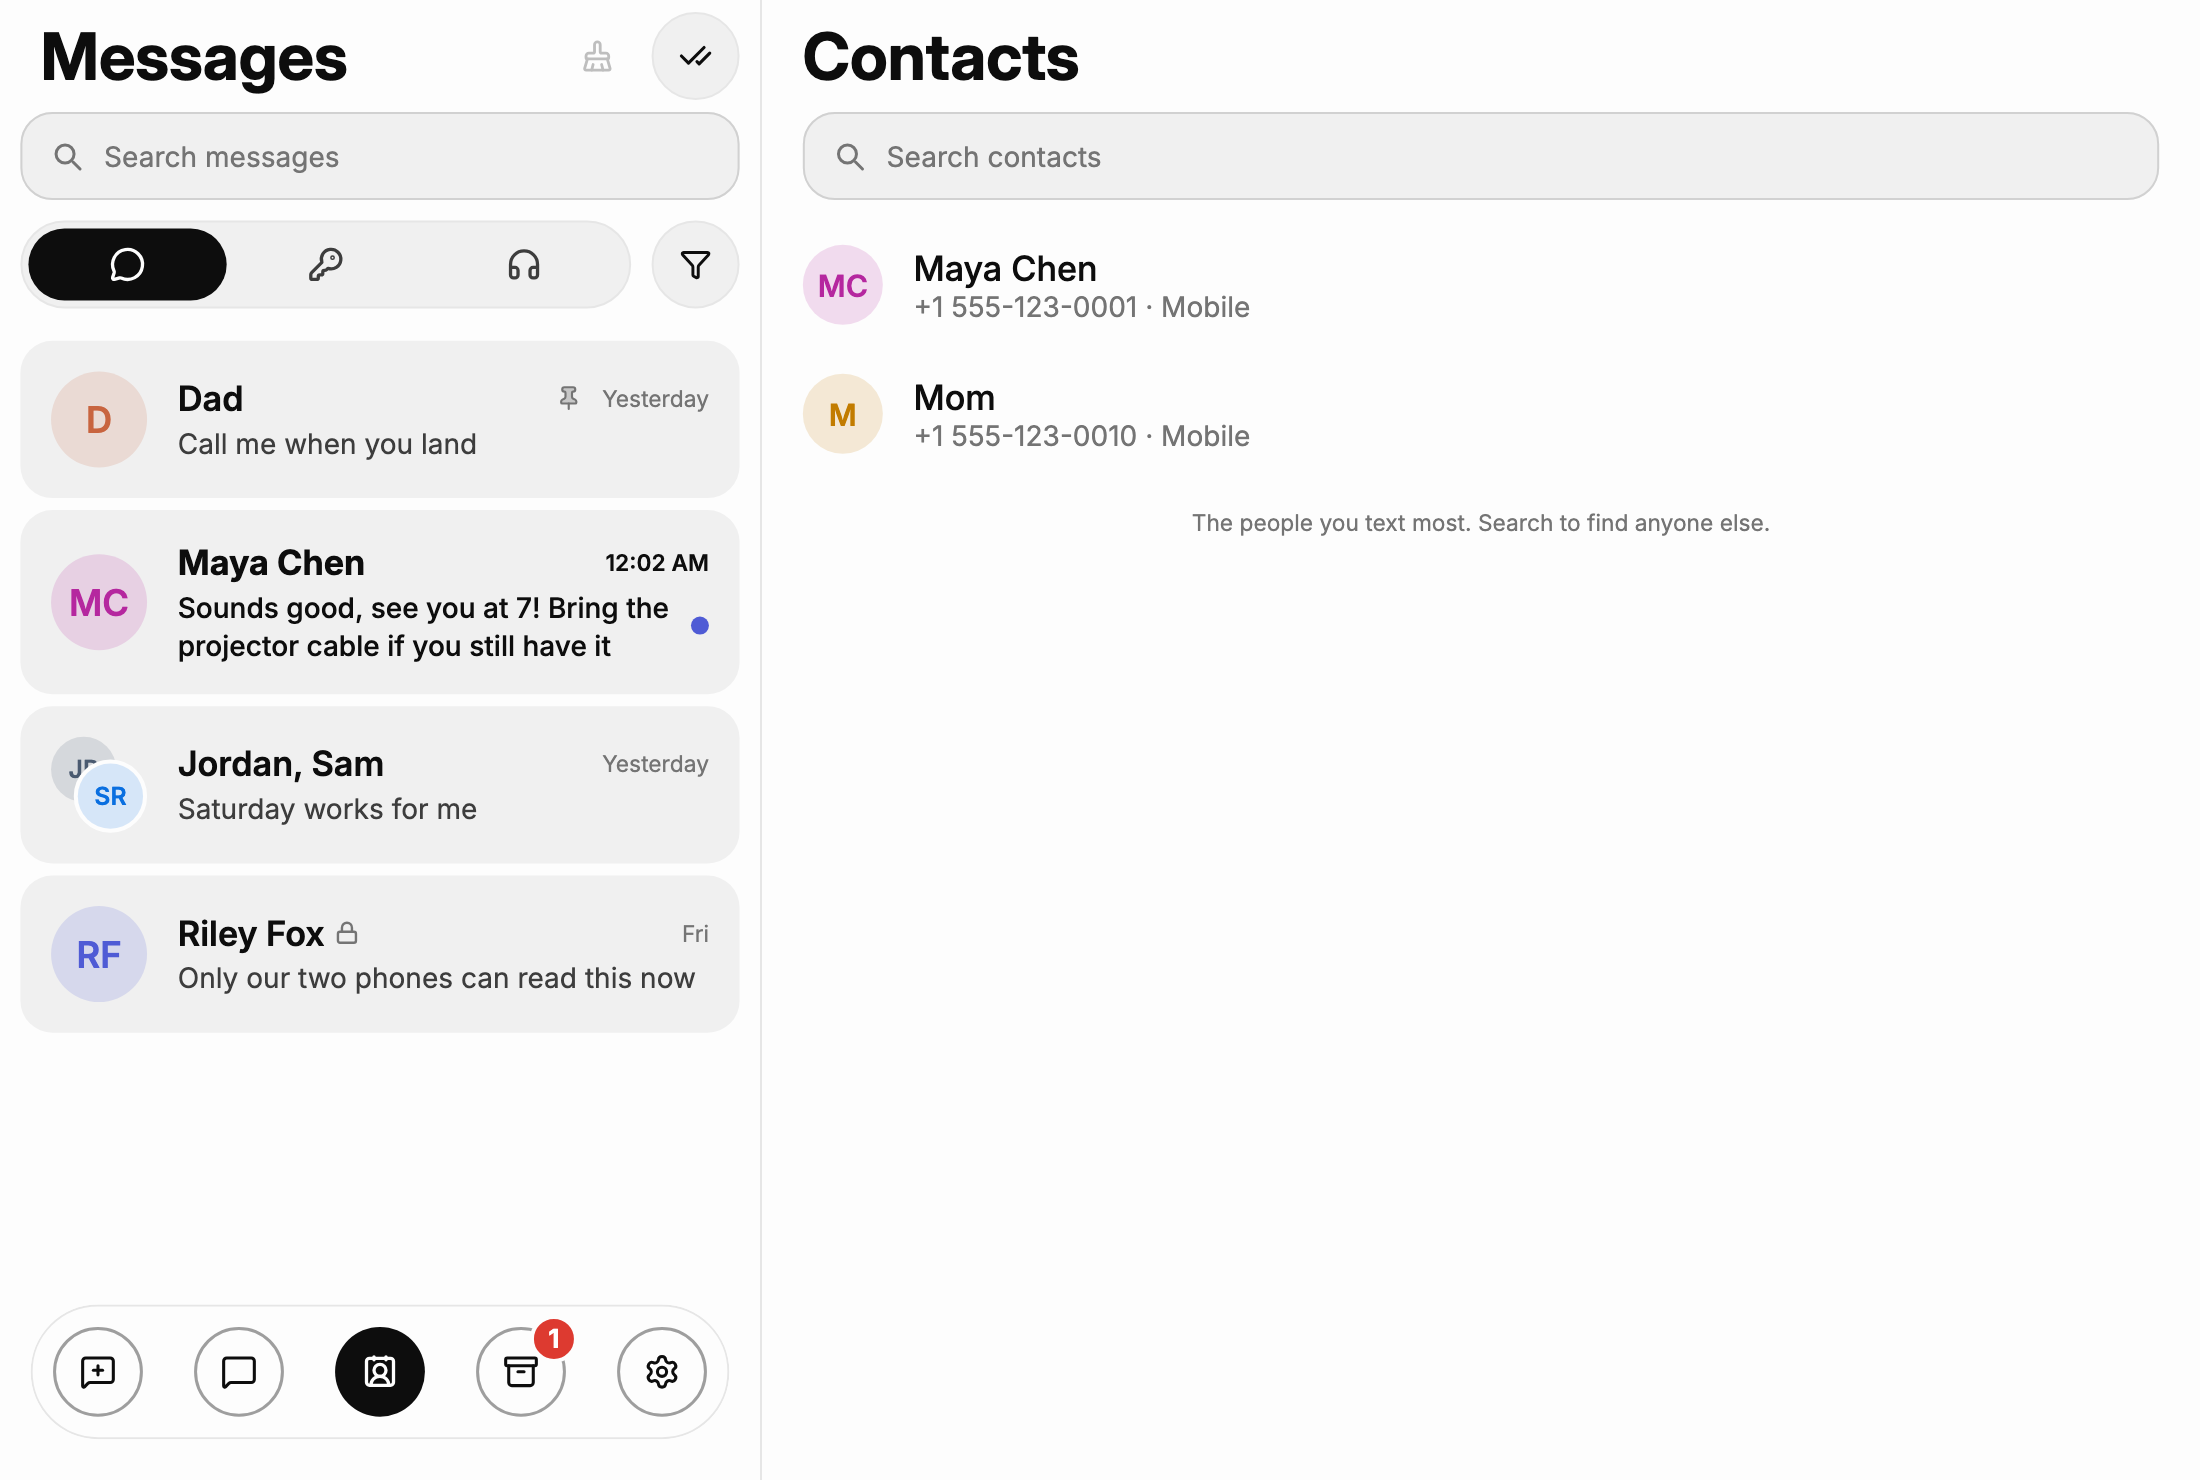 Messages
Search messages
D
Dad
Yesterday
Call me when you land
MC
Maya Chen
12:02 AM
Sounds good, see you at 7! Bring the
projector cable if you still have it
SR
Jordan, Sam
Yesterday
Saturday works for me
RF
Riley Fox
Fri
Only our two phones can read this now
1
Contacts
Search contacts
MC
Maya Chen
+1 555-123-0001 · Mobile
M
Mom
+1 555-123-0010 · Mobile
The people you text most. Search to find anyone else.